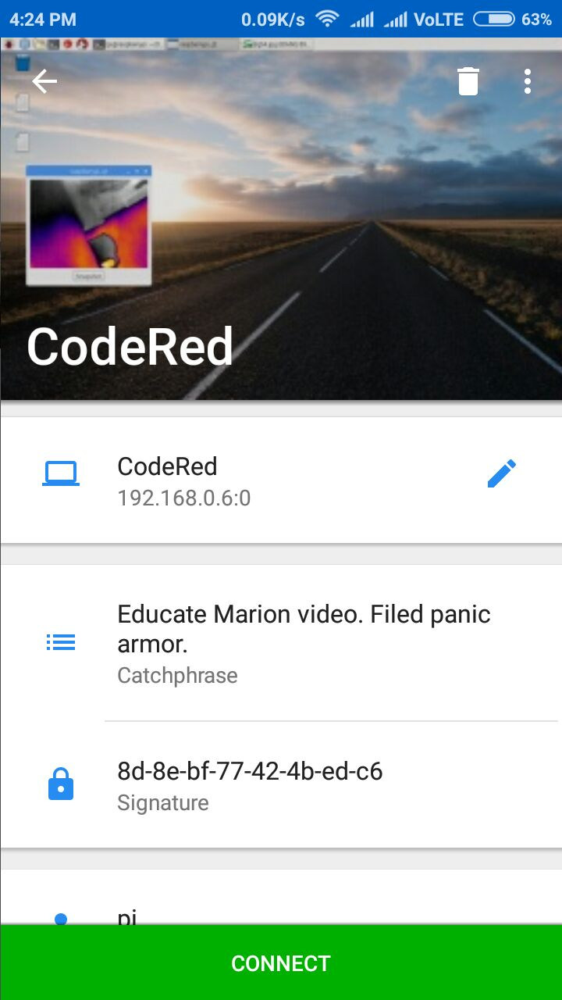 4:24 PM 0.09K/s VoLTE 63%
Snapshot
CodeRed
CodeRed
192.168.0.6:0
Educate Marion video. Filed panic
armor.
Catchphrase
8d-8e-bf-77-42-4b-ed-c6
Signature
pi
CONNECT